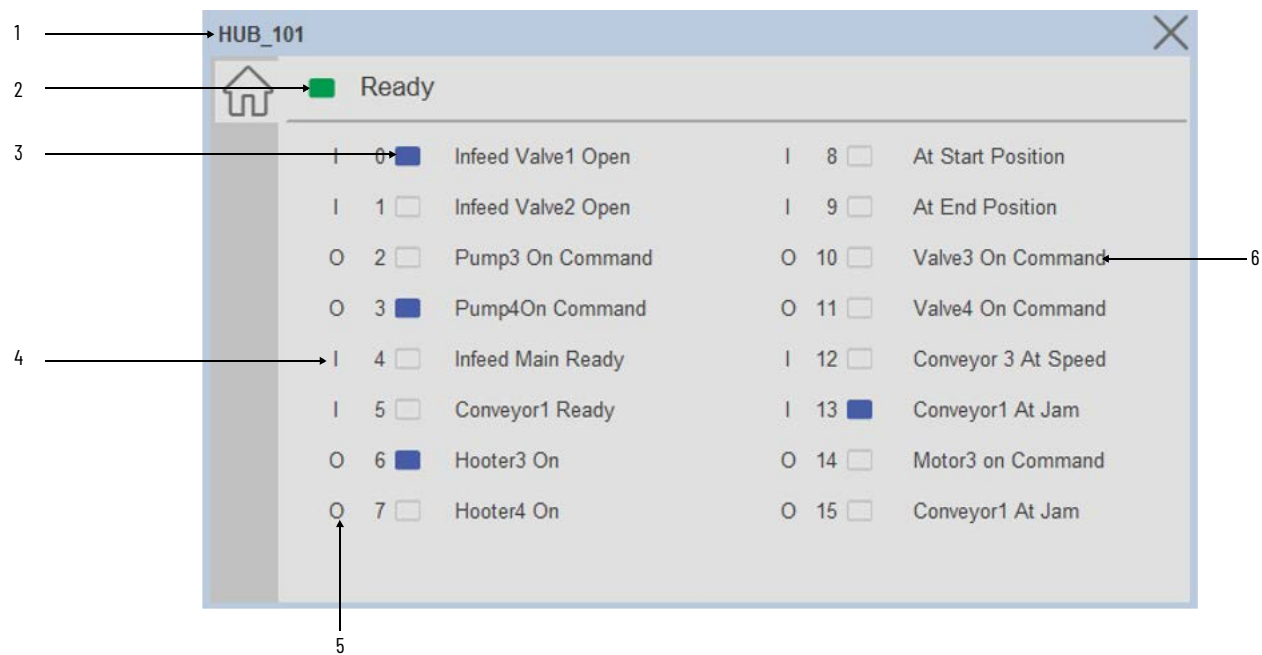 1 HUB_101
2 Ready
3 I 0 Infeed Valve1 Open I 8 At Start Position
I 1 Infeed Valve2 Open I 9 At End Position
O 2 Pump3 On Command O 10 Valve3 On Command 6
O 3 Pump4On Command O 11 Valve4 On Command
4 I 4 Infeed Main Ready I 12 Conveyor 3 At Speed
I 5 Conveyor1 Ready I 13 Conveyor1 At Jam
O 6 Hooter3 On O 14 Motor3 on Command
O 7 Hooter4 On O 15 Conveyor1 At Jam
5